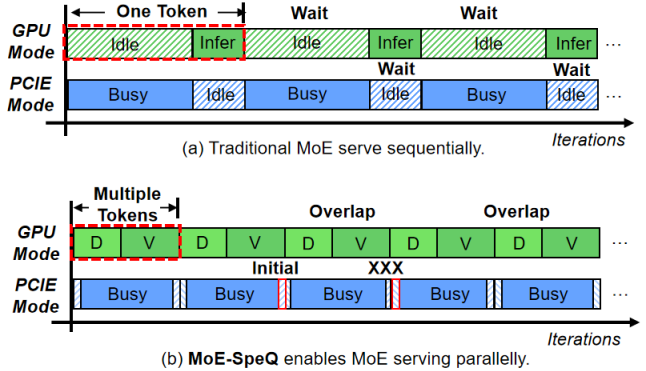 One Token Wait Wait
GPU Mode Idle Infer Idle Infer Idle Infer ...
Wait Wait
PCIE Mode Busy Idle Busy Idle Busy Idle ...
Iterations
(a) Traditional MoE serve sequentially.
Multiple Tokens Overlap Overlap
GPU Mode D V D V D V D V D V ...
Initial XXX
PCIE Mode Busy Busy Busy Busy Busy ...
Iterations
(b) MoE-SpeQ enables MoE serving parallelly.